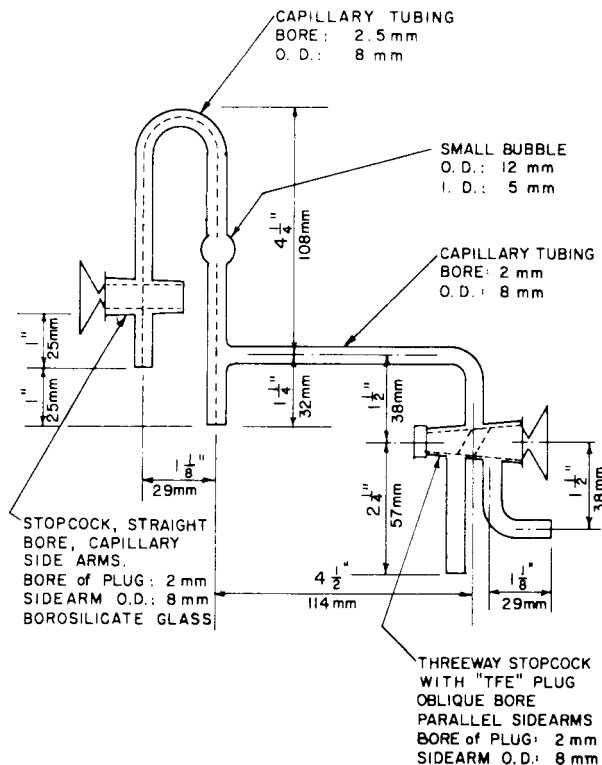 CAPILLARY TUBING
BORE: 2.5 mm
O. D.: 8 mm
SMALL BUBBLE
O. D.: 12 mm
I. D.: 5 mm
4 1/4"
108mm
CAPILLARY TUBING
BORE: 2 mm
O. D.: 8 mm
1"
25mm
1"
25mm
1 1/4"
32mm
1 1/2"
38mm
1 1/8"
29mm
2 1/4"
57mm
1 1/2"
38mm
STOPCOCK, STRAIGHT
BORE, CAPILLARY
SIDE ARMS.
BORE of PLUG: 2 mm
SIDEARM O.D.: 8 mm
BOROSILICATE GLASS
4 1/2"
114mm
1 1/8"
29mm
THREEWAY STOPCOCK
WITH "TFE" PLUG
OBLIQUE BORE
PARALLEL SIDEARMS
BORE of PLUG: 2 mm
SIDEARM O.D.: 8 mm